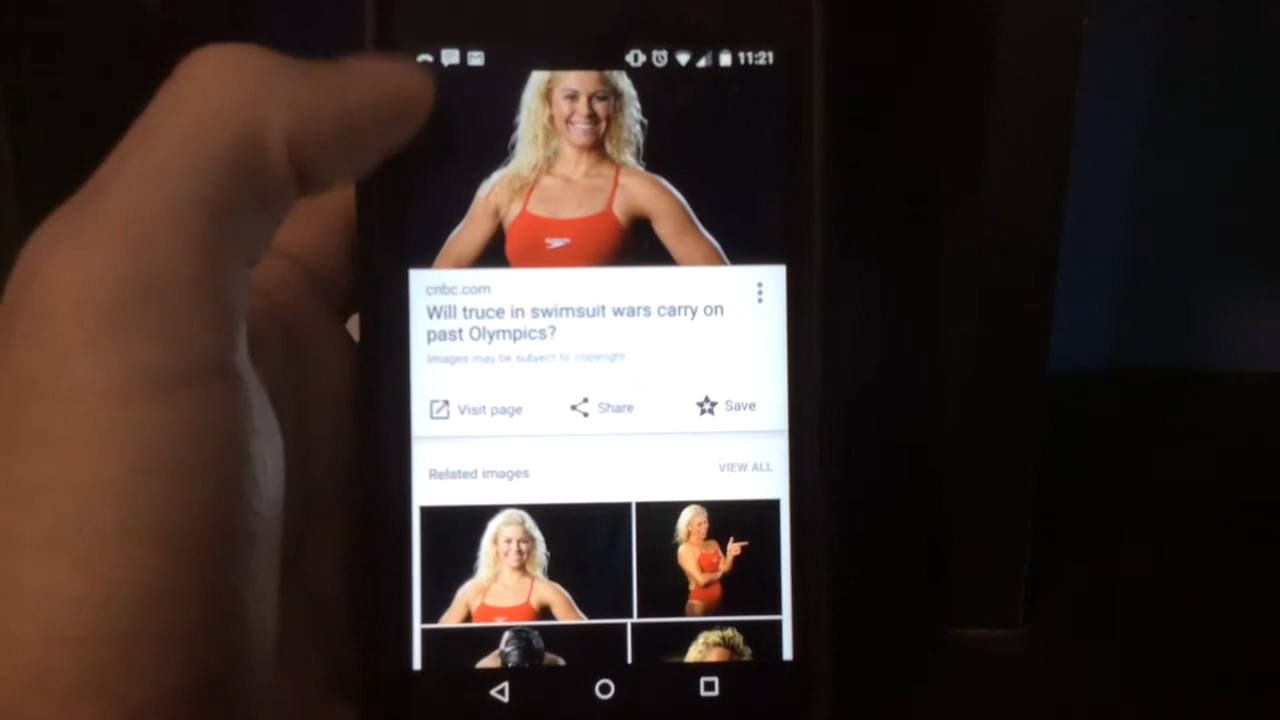 11:21
cnbc.com
Will truce in swimsuit wars carry on
past Olympics?
Images may be subject to copyright
Visit page
Share
Save
Related images
VIEW ALL